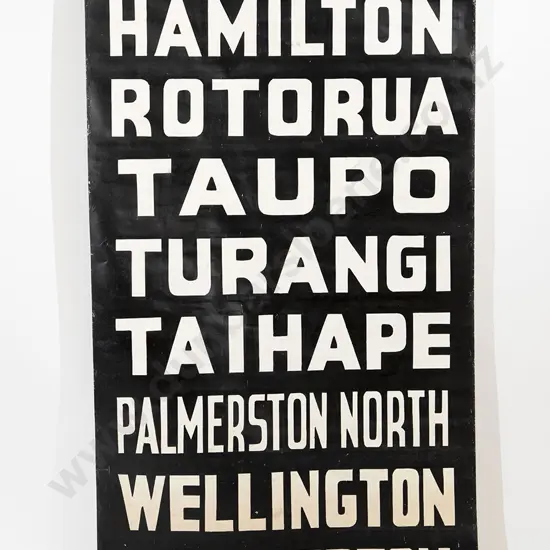 HAMILTON
ROTORUA
TAUPO
TURANGI
TAIHAPE
PALMERSTON NORTH
WELLINGTON